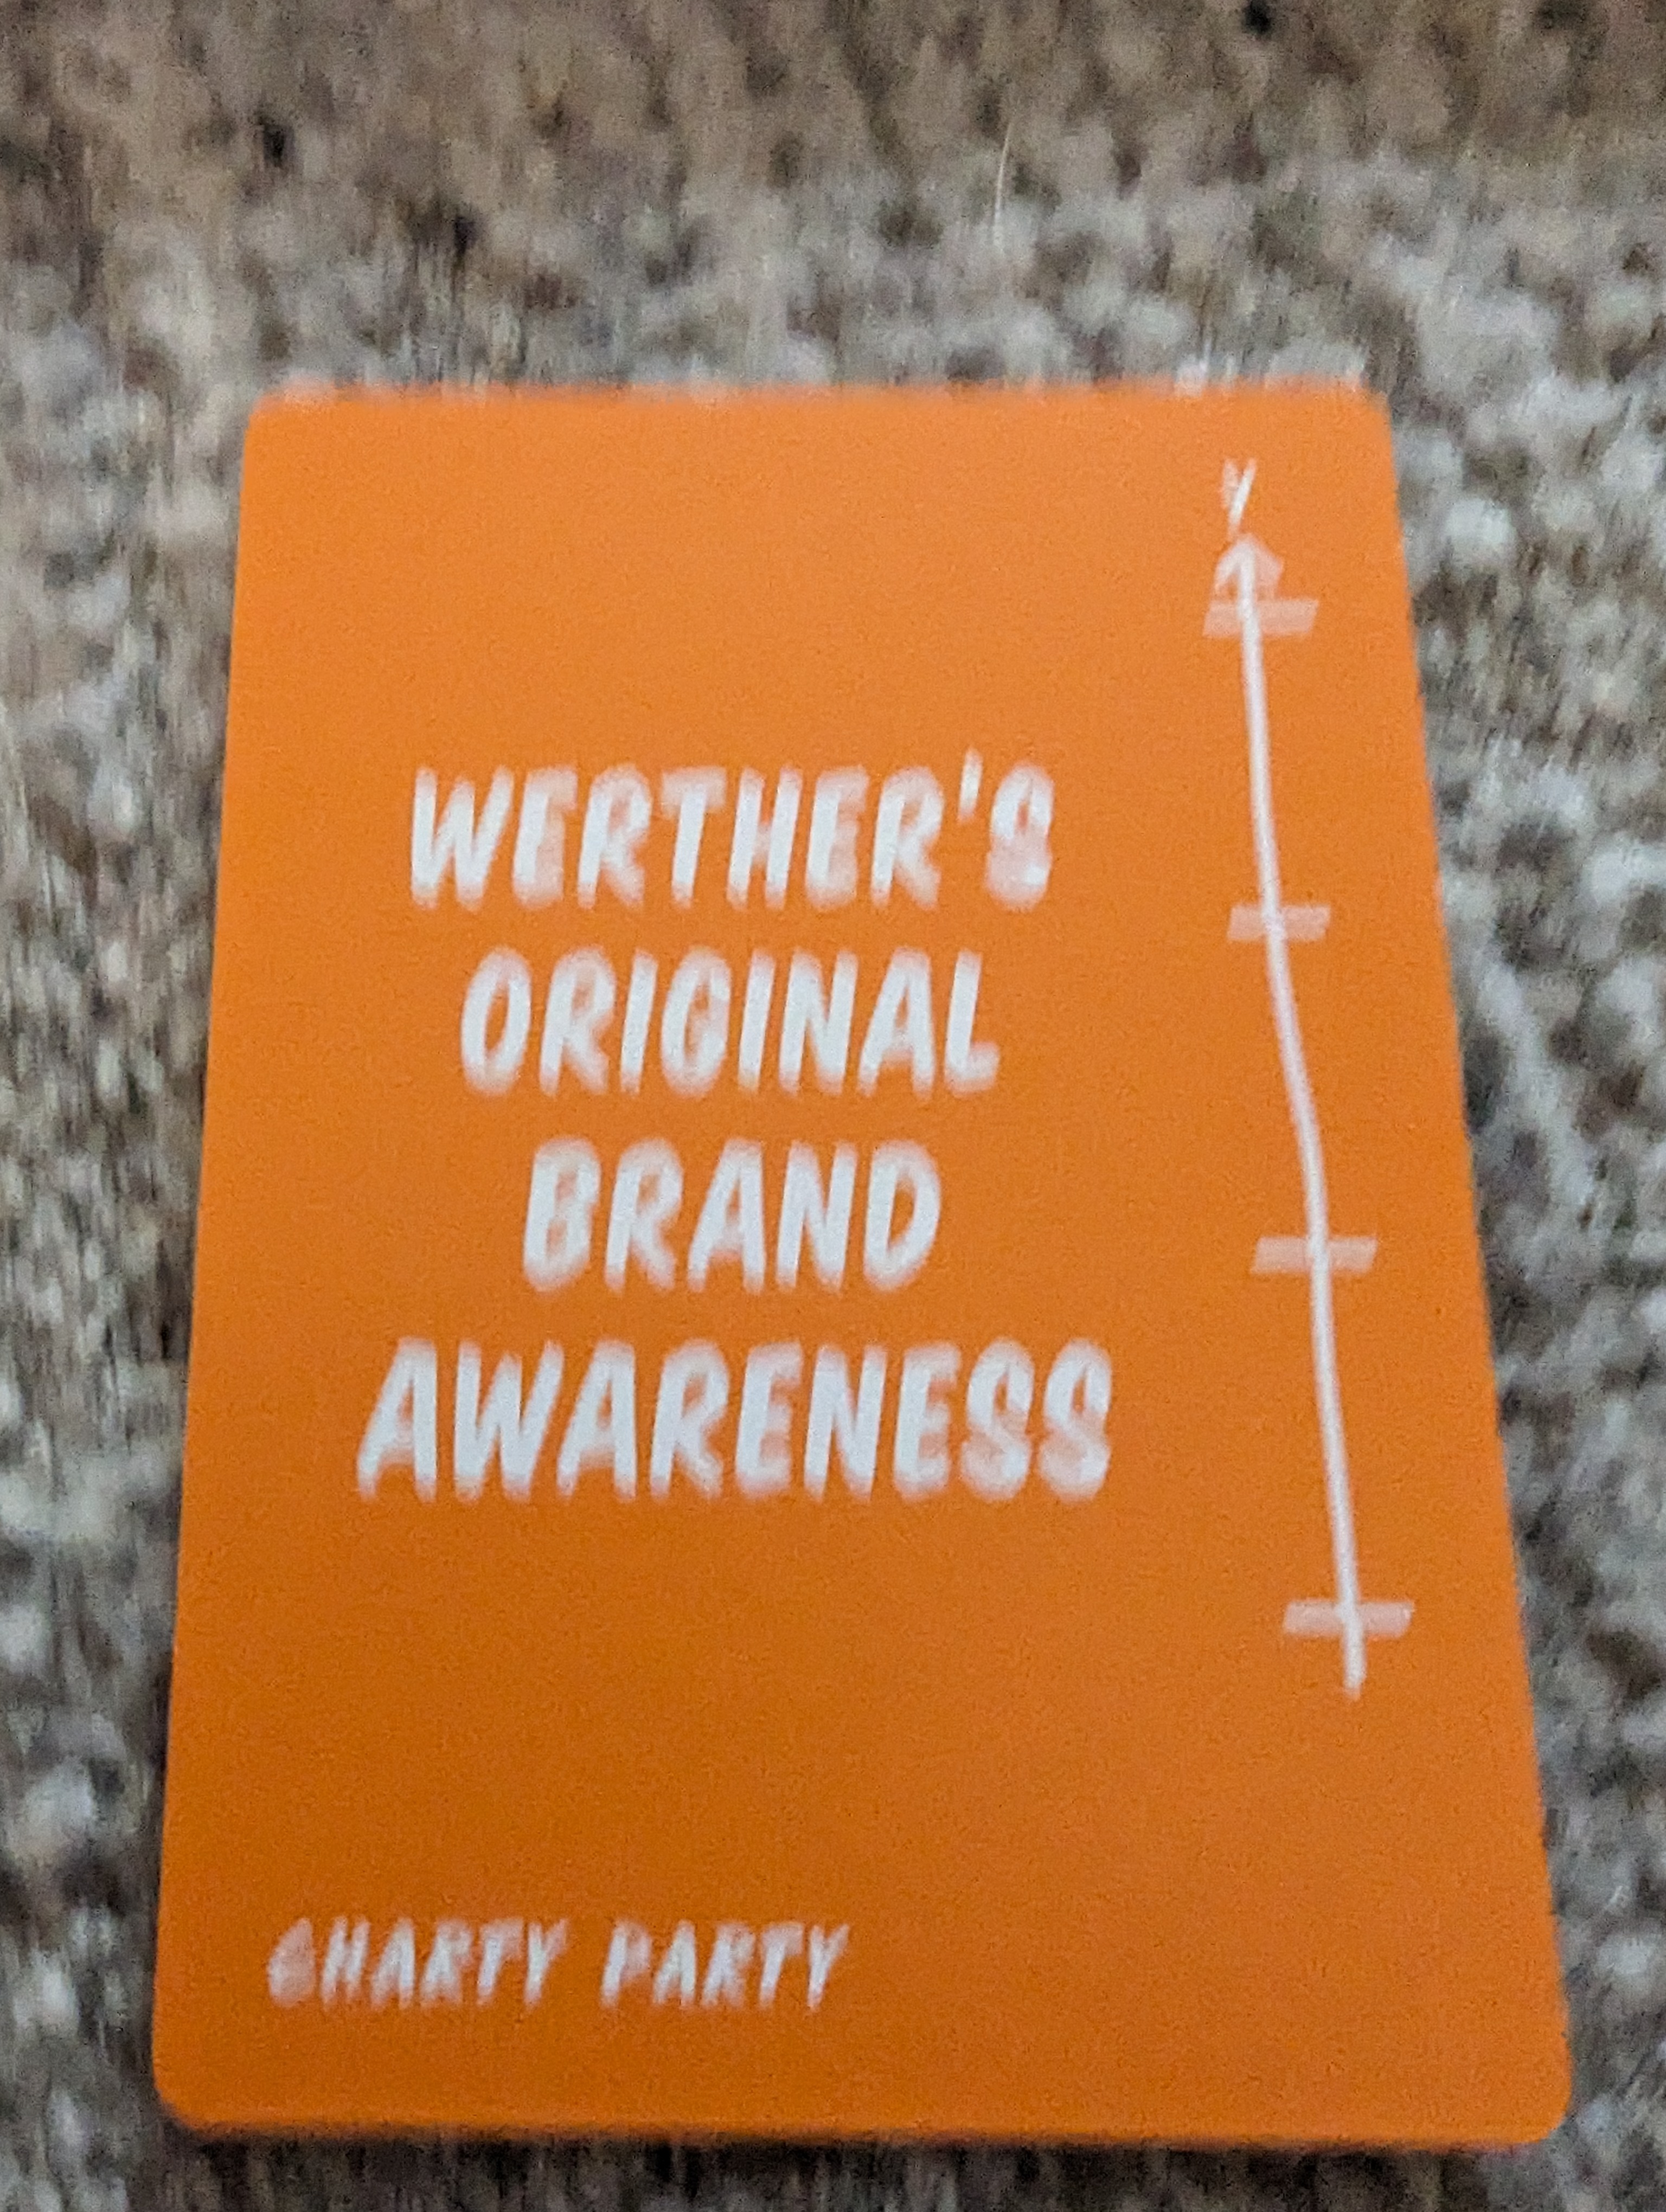 Y
WERTHER'S
ORIGINAL
BRAND
AWARENESS
CHARTY PARTY